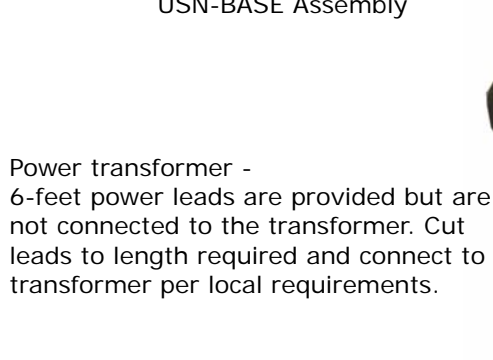 USN-BASE Assembly
Power transformer -
6-feet power leads are provided but are
not connected to the transformer. Cut
leads to length required and connect to
transformer per local requirements.